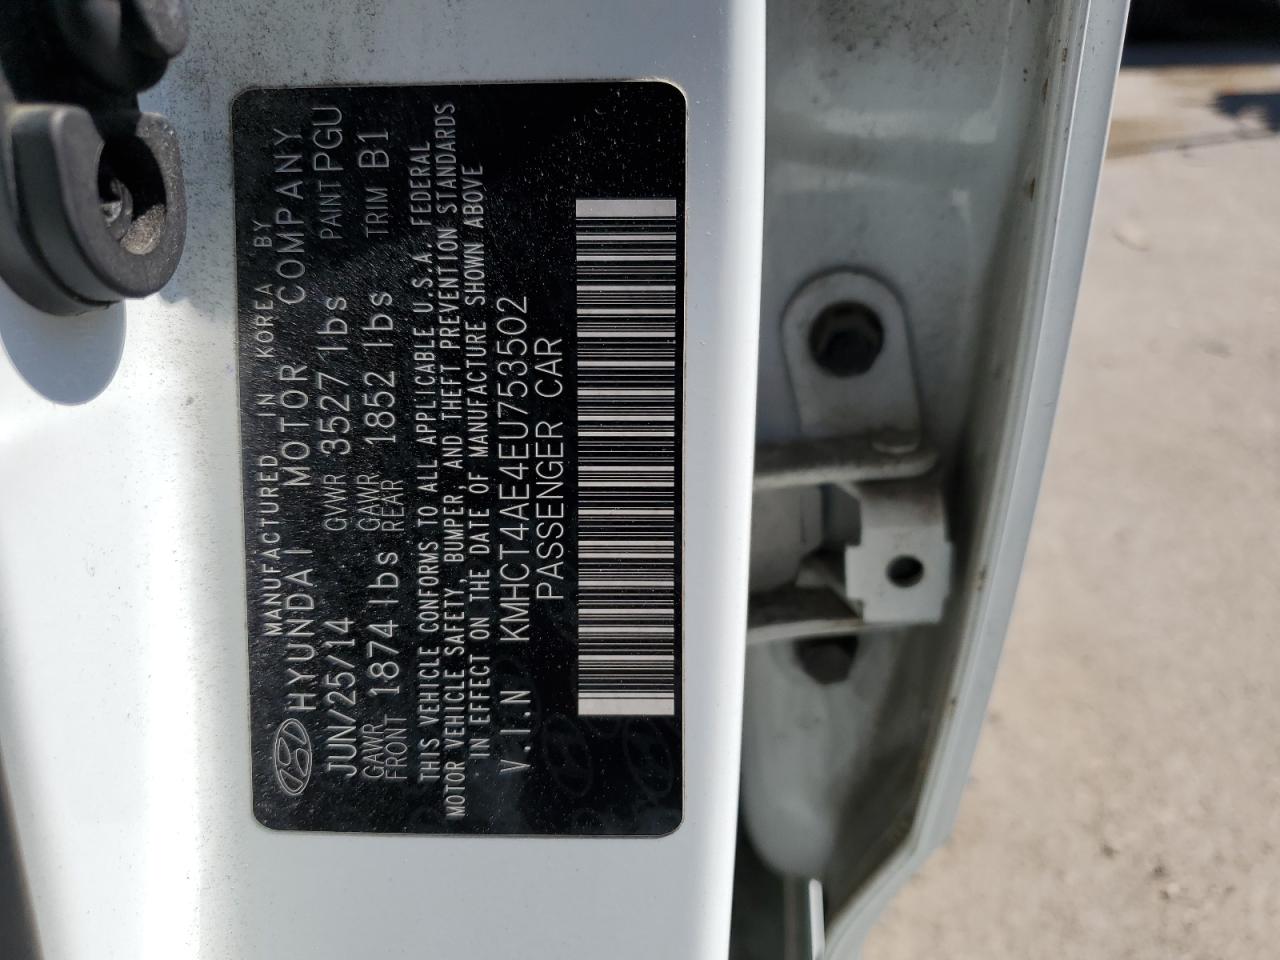 MANUFACTURED IN KOREA BY
HYUNDAI MOTOR COMPANY
JUN/25/14 GVWR 3527 lbs PAINT PGU
GAWR FRONT 1874 lbs GAWR REAR 1852 lbs TRIM B1
THIS VEHICLE CONFORMS TO ALL APPLICABLE U.S.A. FEDERAL
MOTOR VEHICLE SAFETY, BUMPER, AND THEFT PREVENTION STANDARDS
IN EFFECT ON THE DATE OF MANUFACTURE SHOWN ABOVE
V.I.N KMHCT4AE4EU753502
PASSENGER CAR